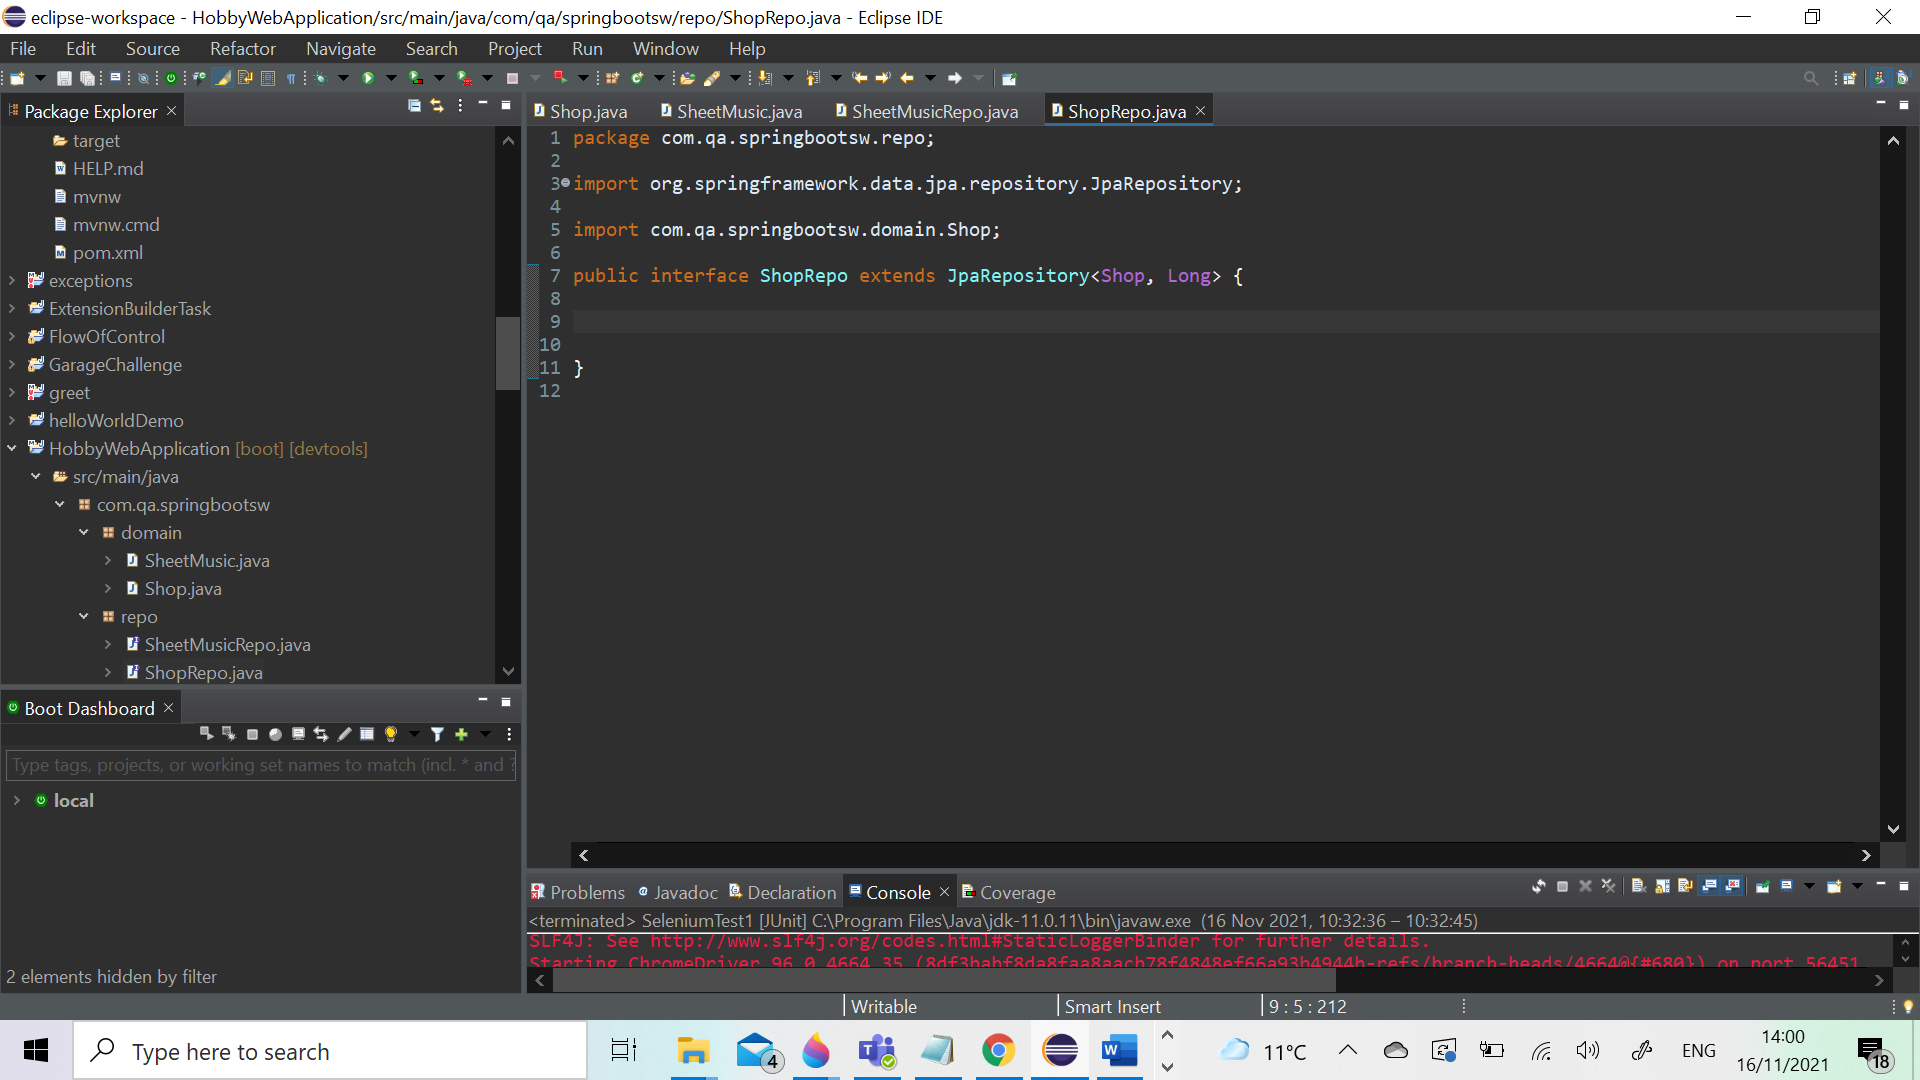 eclipse-workspace - HobbyWebApplication/src/main/java/com/qa/springbootsw/repo/ShopRepo.java - Eclipse IDE
File Edit Source Refactor Navigate Search Project Run Window Help
Package Explorer
target
HELP.md
mvnw
mvnw.cmd
pom.xml
exceptions
ExtensionBuilderTask
FlowOfControl
GarageChallenge
greet
helloWorldDemo
HobbyWebApplication [boot] [devtools]
src/main/java
com.qa.springbootsw
domain
SheetMusic.java
Shop.java
repo
SheetMusicRepo.java
ShopRepo.java
Boot Dashboard
Type tags, projects, or working set names to match (incl. * and ?
local
2 elements hidden by filter
Shop.java SheetMusic.java SheetMusicRepo.java ShopRepo.java
1 package com.qa.springbootsw.repo;
2
3 import org.springframework.data.jpa.repository.JpaRepository;
4
5 import com.qa.springbootsw.domain.Shop;
6
7 public interface ShopRepo extends JpaRepository<Shop, Long> {
8
9
10
11 }
12
Problems Javadoc Declaration Console Coverage
<terminated> SeleniumTest1 [JUnit] C:\Program Files\Java\jdk-11.0.11\bin\javaw.exe (16 Nov 2021, 10:32:36 – 10:32:45)
SLF4J: See http://www.slf4j.org/codes.html#StaticLoggerBinder for further details.
Starting ChromeDriver 96.0.4664.35 on port 56451
Writable Smart Insert 9 : 5 : 212
Type here to search
4
11°C
ENG
14:00
16/11/2021
18